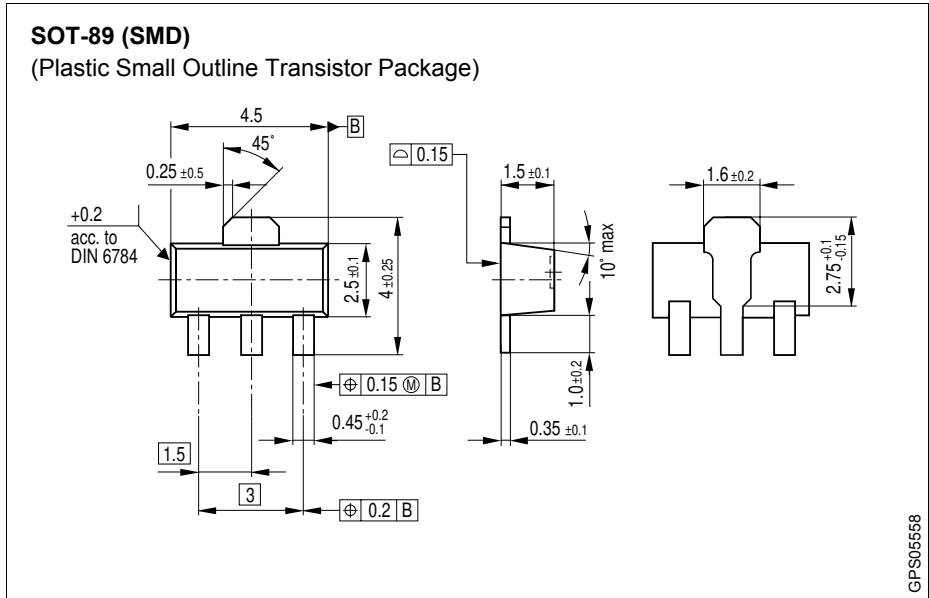 SOT-89 (SMD)
(Plastic Small Outline Transistor Package)
4.5
B
45˚
0.25 ±0.5
+0.2
acc. to
DIN 6784
2.5±0.1
4±0.25
⌖ 0.15 Ⓜ B
0.45 +0.2 -0.1
1.5
3
⌖ 0.2 B
⌓ 0.15
1.5±0.1
10˚ max
1.0±0.2
0.35 ±0.1
1.6±0.2
2.75 +0.1 -0.15
GPS05558